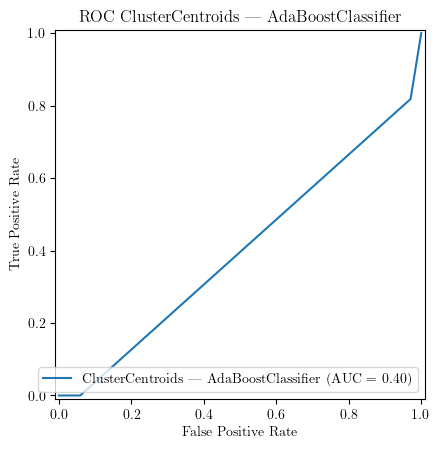 ROC ClusterCentroids — AdaBoostClassifier
True Positive Rate
1.0
0.8
0.6
0.4
0.2
0.0
ClusterCentroids — AdaBoostClassifier (AUC = 0.40)
0.0 0.2 0.4 0.6 0.8 1.0
False Positive Rate